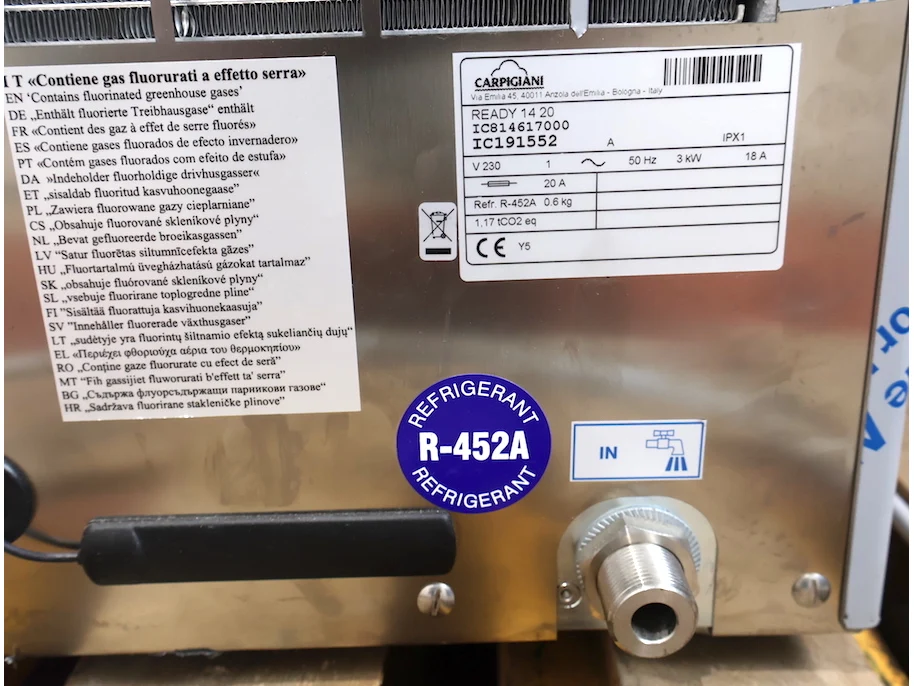 IT «Contiene gas fluorurati a effetto serra»
EN ‘Contains fluorinated greenhouse gases’
DE „Enthält fluorierte Treibhausgase“ enthält
FR «Contient des gaz à effet de serre fluorés»
ES «Contiene gases fluorados de efecto invernadero»
PT «Contém gases fluorados com efeito de estufa»
DA »Indeholder fluorholdige drivhusgasser«
ET „sisaldab fluoritud kasvuhoonegaase”
PL „Zawiera fluorowane gazy cieplarniane”
CS „Obsahuje fluorované skleníkové plyny“
NL „Bevat gefluoreerde broeikasgassen”
LV “Satur fluorētas siltumnīcefekta gāzes”
HU „Fluortartalmú üvegházhatású gázokat tartalmaz”
SK „obsahuje fluórované skleníkové plyny“
SL „vsebuje fluorirane toplogredne pline“
FI ”Sisältää fluorattuja kasvihuonekaasuja”
SV ”Innehåller fluorerade växthusgaser”
LT „sudėtyje yra fluorintų šiltnamio efektą sukeliančių dujų”
EL «Περιέχει φθοριούχα αέρια του θερμοκηπίου»
RO „Conține gaze fluorurate cu efect de seră”
MT “Fih gassijiet fluworurati b'effett ta' serra”
BG „Съдържа флуорсъдържащи парникови газове”
HR „Sadržava fluorirane stakleničke plinove”
CARPIGIANI
Via Emilia 45, 40011 Anzola dell'Emilia - Bologna - Italy
READY 14 20
IC814617000
IC191552 A IPX1
V 230 1 50 Hz 3 kW 18 A
20 A
Refr. R-452A 0.6 kg
1,17 tCO2 eq
CE Y5
REFRIGERANT
R-452A
REFRIGERANT
IN